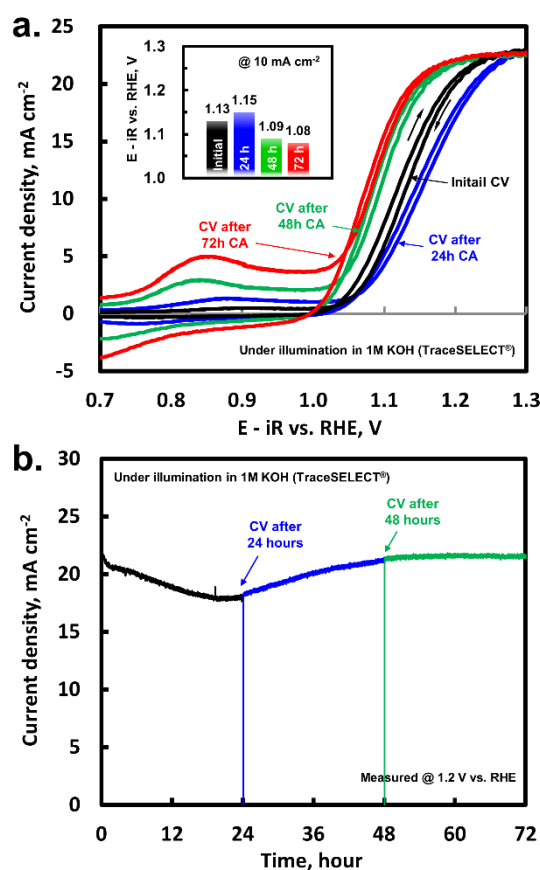 a.
25
20
15
10
5
0
-5
Current density, mA cm-2
1.3
1.2
1.1
1.0
E - iR vs. RHE, V
@ 10 mA cm-2
1.13
1.15
1.09
1.08
Initial
24 h
48 h
72 h
CV after
72h CA
CV after
48h CA
Initail CV
CV after
24h CA
Under illumination in 1M KOH (TraceSELECT®)
0.7 0.8 0.9 1.0 1.1 1.2 1.3
E - iR vs. RHE, V
b.
30
25
20
15
10
5
0
Current density, mA cm-2
Under illumination in 1M KOH (TraceSELECT®)
CV after
24 hours
CV after
48 hours
Measured @ 1.2 V vs. RHE
0 12 24 36 48 60 72
Time, hour